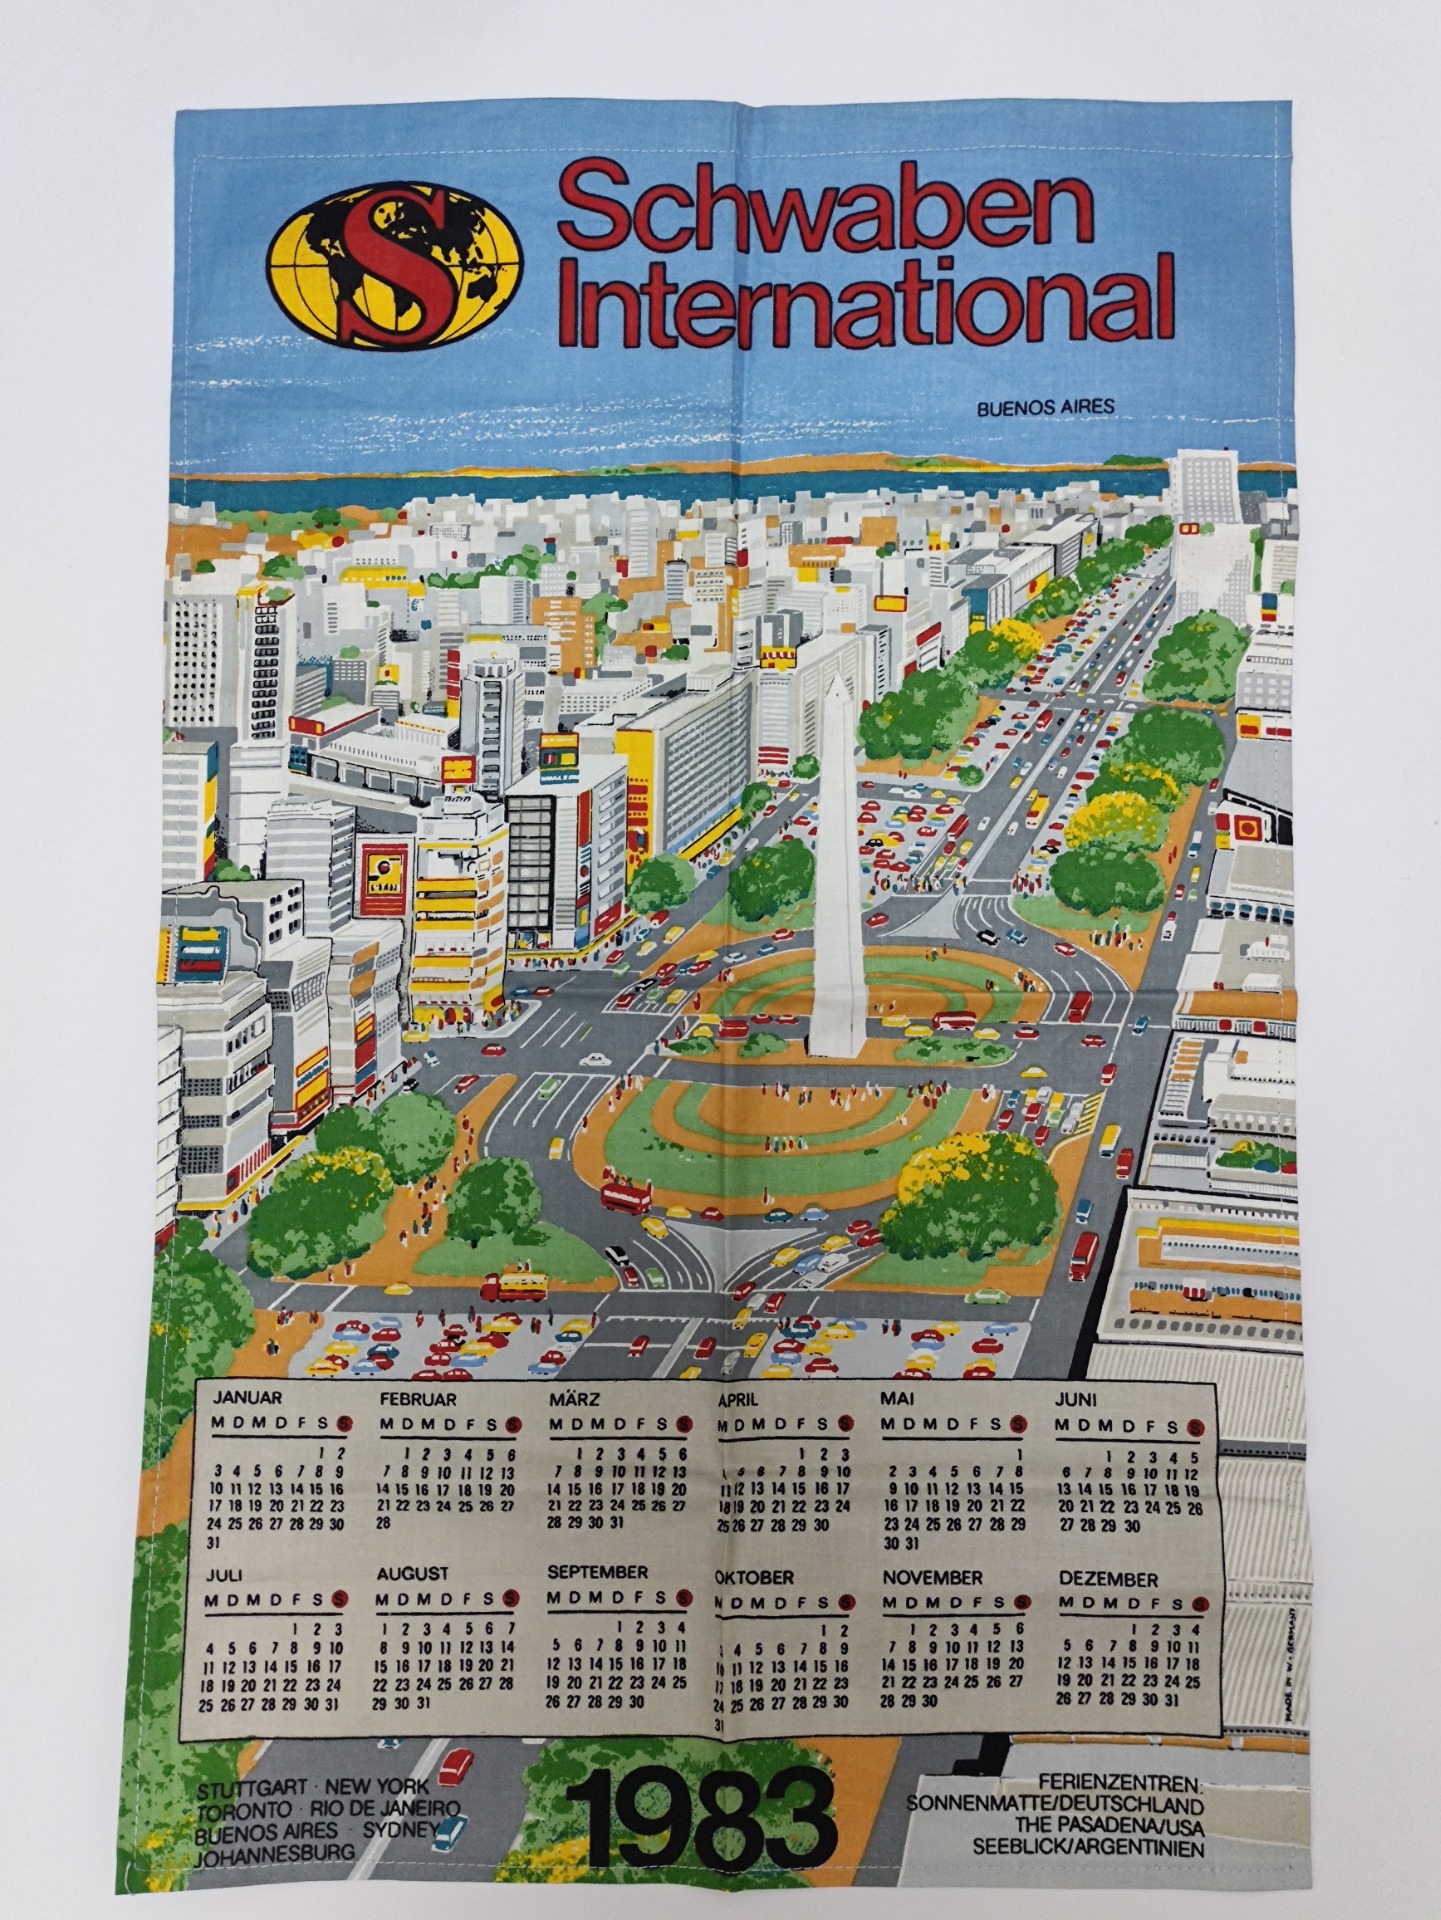 S
Schwaben
International
BUENOS AIRES
JANUAR
M D M D F S S
1 2
3 4 5 6 7 8 9
10 11 12 13 14 15 16
17 18 19 20 21 22 23
24 25 26 27 28 29 30
31
FEBRUAR
M D M D F S S
1 2 3 4 5 6
7 8 9 10 11 12 13
14 15 16 17 18 19 20
21 22 23 24 25 26 27
28
MÄRZ
M D M D F S S
1 2 3 4 5 6
7 8 9 10 11 12 13
14 15 16 17 18 19 20
21 22 23 24 25 26 27
28 29 30 31
APRIL
M D M D F S S
1 2 3
5 6 7 8 9 10
11 12 13 14 15 16 17
18 19 20 21 22 23 24
25 26 27 28 29 30
MAI
M D M D F S S
1
2 3 4 5 6 7 8
9 10 11 12 13 14 15
16 17 18 19 20 21 22
23 24 25 26 27 28 29
30 31
JUNI
M D M D F S S
1 2 3 4 5
6 7 8 9 10 11 12
13 14 15 16 17 18 19
20 21 22 23 24 25 26
27 28 29 30
JULI
M D M D F S S
1 2 3
4 5 6 7 8 9 10
11 12 13 14 15 16 17
18 19 20 21 22 23 24
25 26 27 28 29 30 31
AUGUST
M D M D F S S
1 2 3 4 5 6 7
8 9 10 11 12 13 14
15 16 17 18 19 20 21
22 23 24 25 26 27 28
29 30 31
SEPTEMBER
M D M D F S S
1 2 3 4
5 6 7 8 9 10 11
12 13 14 15 16 17 18
19 20 21 22 23 24 25
26 27 28 29 30
OKTOBER
M D M D F S S
1 2
4 5 6 7 8 9
10 11 12 13 14 15 16
17 18 19 20 21 22 23
24 25 26 27 28 29 30
31
NOVEMBER
M D M D F S S
1 2 3 4 5 6
7 8 9 10 11 12 13
14 15 16 17 18 19 20
21 22 23 24 25 26 27
28 29 30
DEZEMBER
M D M D F S S
1 2 3 4
5 6 7 8 9 10 11
12 13 14 15 16 17 18
19 20 21 22 23 24 25
26 27 28 29 30 31
MADE IN W-GERMANY
STUTTGART · NEW YORK
TORONTO · RIO DE JANEIRO
BUENOS AIRES · SYDNEY
JOHANNESBURG
1983
FERIENZENTREN:
SONNENMATTE/DEUTSCHLAND
THE PASADENA/USA
SEEBLICK/ARGENTINIEN